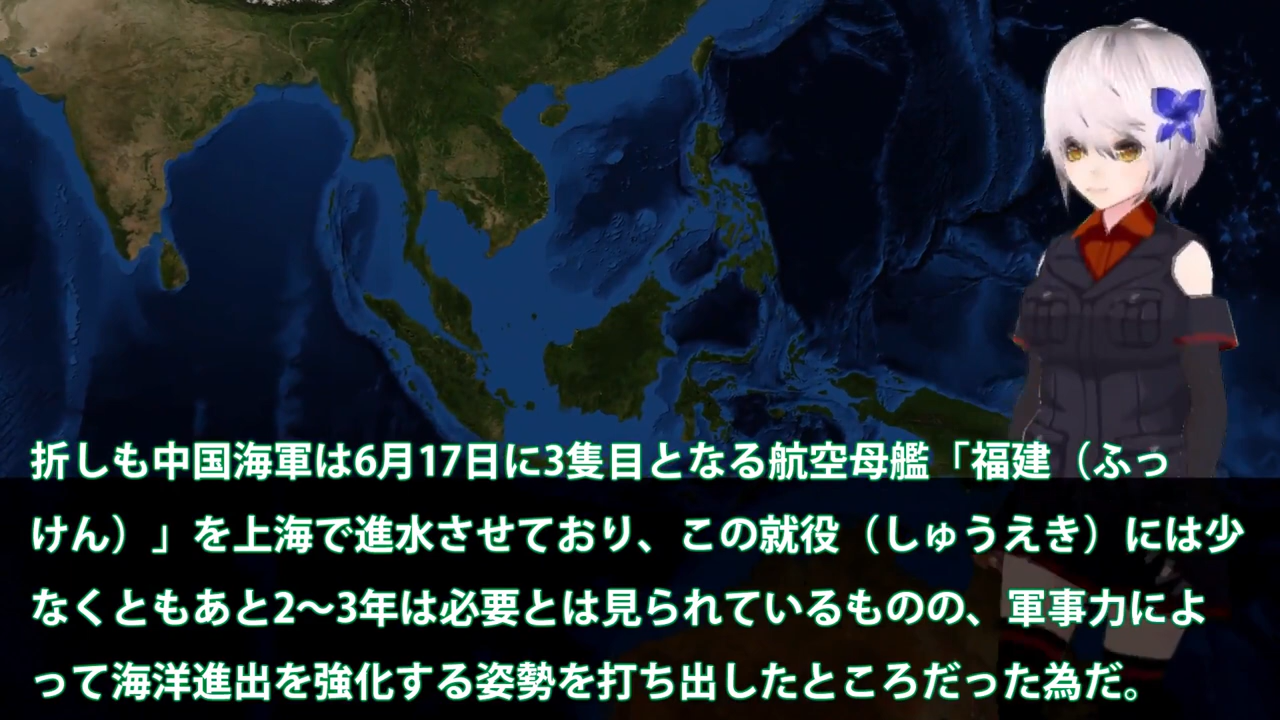 折しも中国海軍は6月17日に3隻目となる航空母艦「福建（ふっ
けん）」を上海で進水させており、この就役（しゅうえき）には少
なくともあと2～3年は必要とは見られているものの、軍事力によ
って海洋進出を強化する姿勢を打ち出したところだった為だ。